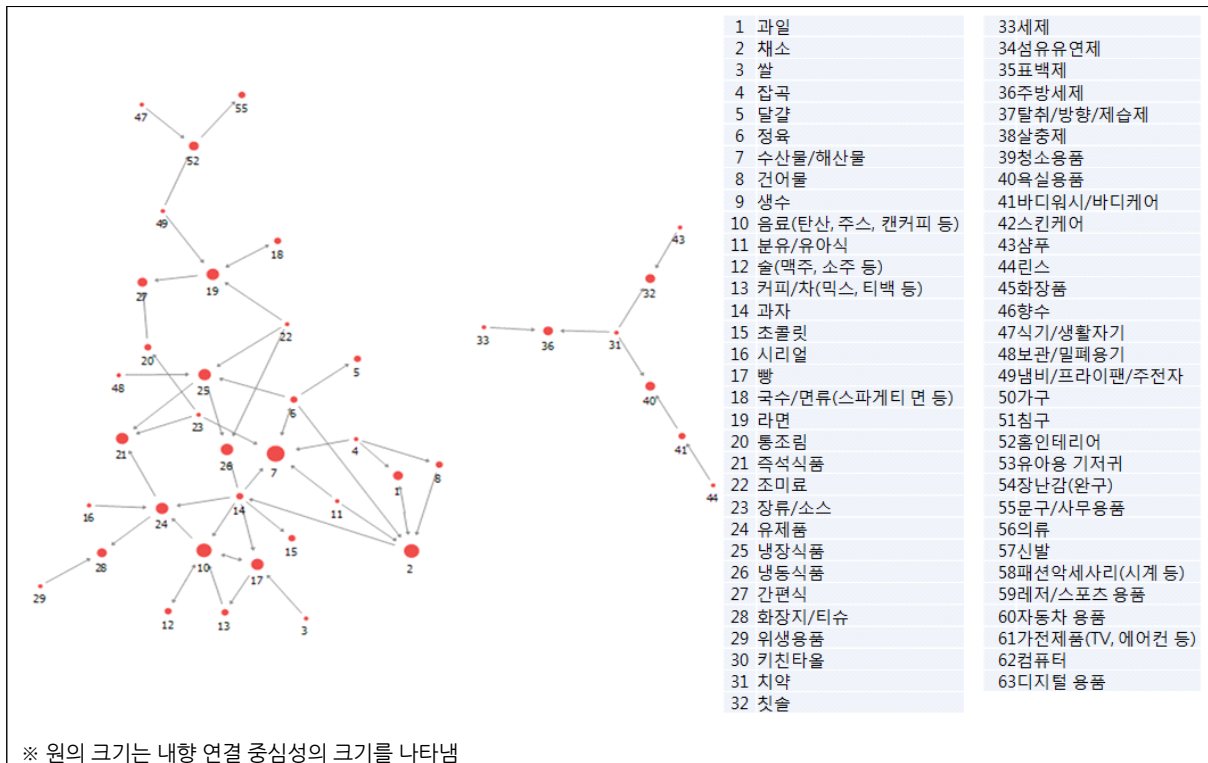 55
47
52
49
43
18
27
19
32
22
33
36
31
20
5
48
25
6
40
23
4
21
26
7
41
1
8
44
16
24
14
11
15
28
10
17
2
29
12
13
3
1 과일
2 채소
3 쌀
4 잡곡
5 달걀
6 정육
7 수산물/해산물
8 건어물
9 생수
10 음료(탄산, 주스, 캔커피 등)
11 분유/유아식
12 술(맥주, 소주 등)
13 커피/차(믹스, 티백 등)
14 과자
15 초콜릿
16 시리얼
17 빵
18 국수/면류(스파게티 면 등)
19 라면
20 통조림
21 즉석식품
22 조미료
23 장류/소스
24 유제품
25 냉장식품
26 냉동식품
27 간편식
28 화장지/티슈
29 위생용품
30 키친타올
31 치약
32 칫솔
33세제
34섬유유연제
35표백제
36주방세제
37탈취/방향/제습제
38살충제
39청소용품
40욕실용품
41바디워시/바디케어
42스킨케어
43샴푸
44린스
45화장품
46향수
47식기/생활자기
48보관/밀폐용기
49냄비/프라이팬/주전자
50가구
51침구
52홈인테리어
53유아용 기저귀
54장난감(완구)
55문구/사무용품
56의류
57신발
58패션악세사리(시계 등)
59레저/스포츠 용품
60자동차 용품
61가전제품(TV, 에어컨 등)
62컴퓨터
63디지털 용품
※ 원의 크기는 내향 연결 중심성의 크기를 나타냄